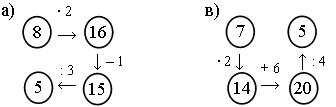 а) · 2 в)
8 → 16 7 5
↓ – 1 · 2 ↓ + 6 → ↑ : 4
5 ← : 3 15 14 20